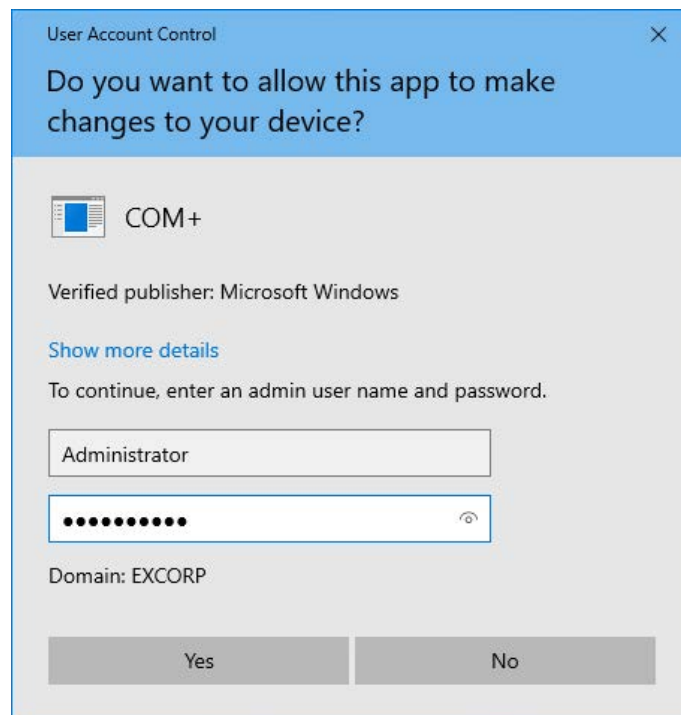 User Account Control
Do you want to allow this app to make
changes to your device?
COM+
Verified publisher: Microsoft Windows
Show more details
To continue, enter an admin user name and password.
Administrator
●●●●●●●●●●
Domain: EXCORP
Yes
No